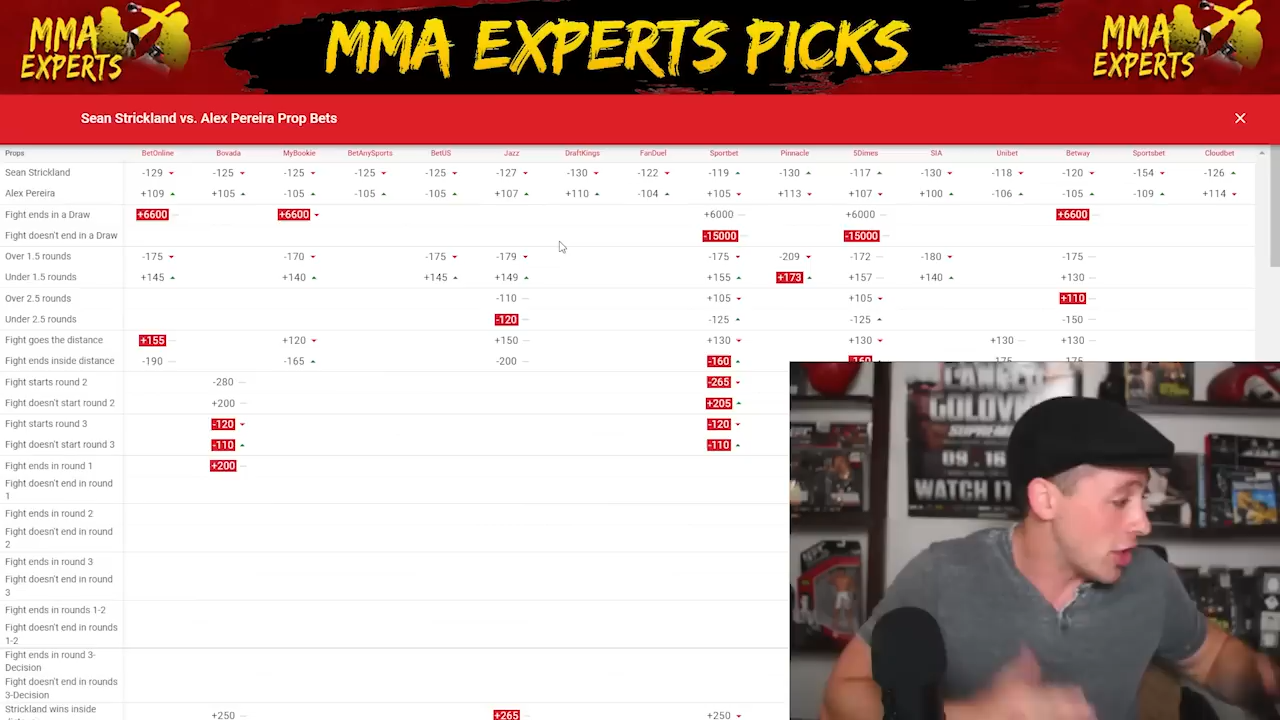 MMA EXPERTS
MMA EXPERTS PICKS
MMA EXPERTS
Sean Strickland vs. Alex Pereira Prop Bets
Props BetOnline Bovada MyBookie BetAnySports BetUS Jazz DraftKings FanDuel Sportbet Pinnacle 5Dimes SIA Unibet Betway Sportsbet Cloudbet
Sean Strickland -129 -125 -125 -125 -125 -127 -130 -122 -119 -130 -117 -130 -118 -120 -154 -126
Alex Pereira +109 +105 -105 -105 -105 +107 +110 -104 +105 +113 +107 +100 -106 -105 -109 +114
Fight ends in a Draw +6600 +6600 +6000 +6000 +6600
Fight doesn't end in a Draw -15000 -15000
Over 1.5 rounds -175 -170 -175 -179 -175 -209 -172 -180 -175
Under 1.5 rounds +145 +140 +145 +149 +155 +173 +157 +140 +130
Over 2.5 rounds -110 +105 +105 +110
Under 2.5 rounds -120 -125 -125 -150
Fight goes the distance +155 +120 +150 +130 +130 +130 +130
Fight ends inside distance -190 -165 -200 -160
Fight starts round 2 -280 -265
Fight doesn't start round 2 +200 +205
Fight starts round 3 -120 -120
Fight doesn't start round 3 -110 -110
Fight ends in round 1 +200
Fight doesn't end in round
1
Fight ends in round 2
Fight doesn't end in round
2
Fight ends in round 3
Fight doesn't end in round
3
Fight ends in rounds 1-2
Fight doesn't end in rounds
1-2
Fight ends in round 3-
Decision
Fight doesn't end in rounds
3-Decision
Strickland wins inside +250 +265 +250
CANELO
GOLOVK
09.16
WATCH IT